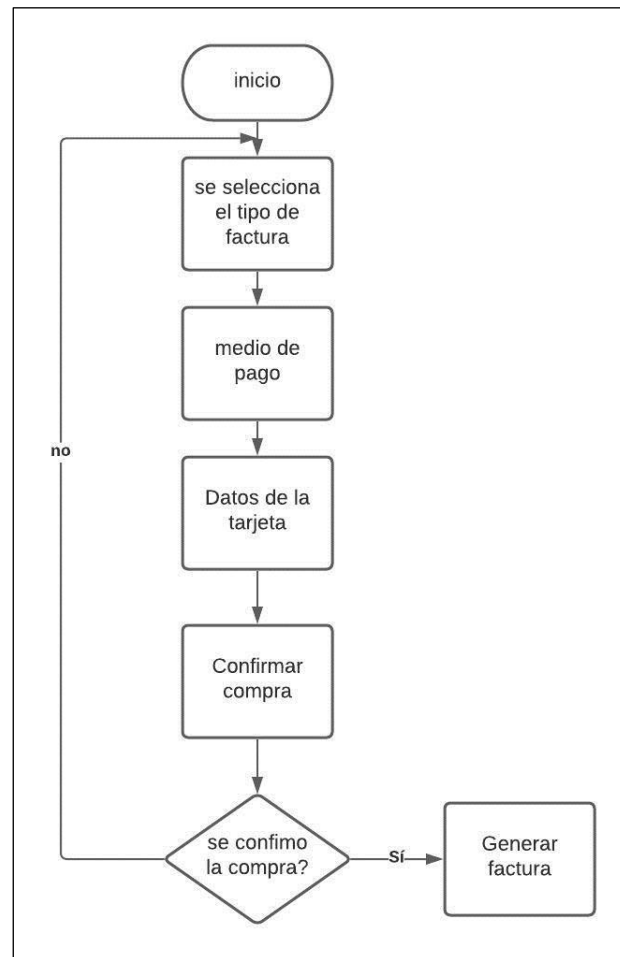 inicio
se selecciona
el tipo de
factura
medio de
pago
no
Datos de la
tarjeta
Confirmar
compra
se confimo
la compra?
Sí
Generar
factura